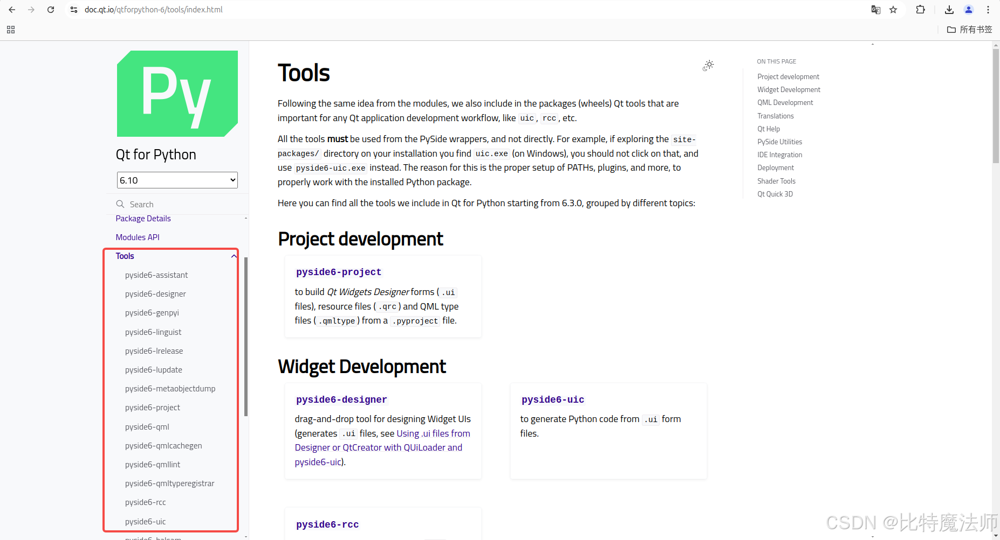 doc.qt.io/qtforpython-6/tools/index.html
所有书签
Py
Qt for Python
6.10
Search
Package Details
Modules API
Tools
pyside6-assistant
pyside6-designer
pyside6-genpyi
pyside6-linguist
pyside6-lrelease
pyside6-lupdate
pyside6-metaobjectdump
pyside6-project
pyside6-qml
pyside6-qmlcachegen
pyside6-qmllint
pyside6-qmltyperegistrar
pyside6-rcc
pyside6-uic
pyside6-balsam
Tools
Following the same idea from the modules, we also include in the packages (wheels) Qt tools that are
important for any Qt application development workflow, like uic, rcc, etc.
All the tools must be used from the PySide wrappers, and not directly. For example, if exploring the site-
packages/ directory on your installation you find uic.exe (on Windows), you should not click on that, and
use pyside6-uic.exe instead. The reason for this is the proper setup of PATHs, plugins, and more, to
properly work with the installed Python package.
Here you can find all the tools we include in Qt for Python starting from 6.3.0, grouped by different topics:
Project development
pyside6-project
to build Qt Widgets Designer forms (.ui
files), resource files (.qrc) and QML type
files (.qmltype) from a .pyproject file.
Widget Development
pyside6-designer
drag-and-drop tool for designing Widget UIs
(generates .ui files, see Using .ui files from
Designer or QtCreator with QUiLoader and
pyside6-uic).
pyside6-uic
to generate Python code from .ui form
files.
pyside6-rcc
ON THIS PAGE
Project development
Widget Development
QML Development
Translations
Qt Help
PySide Utilities
IDE Integration
Deployment
Shader Tools
Qt Quick 3D
CSDN @比特魔法师